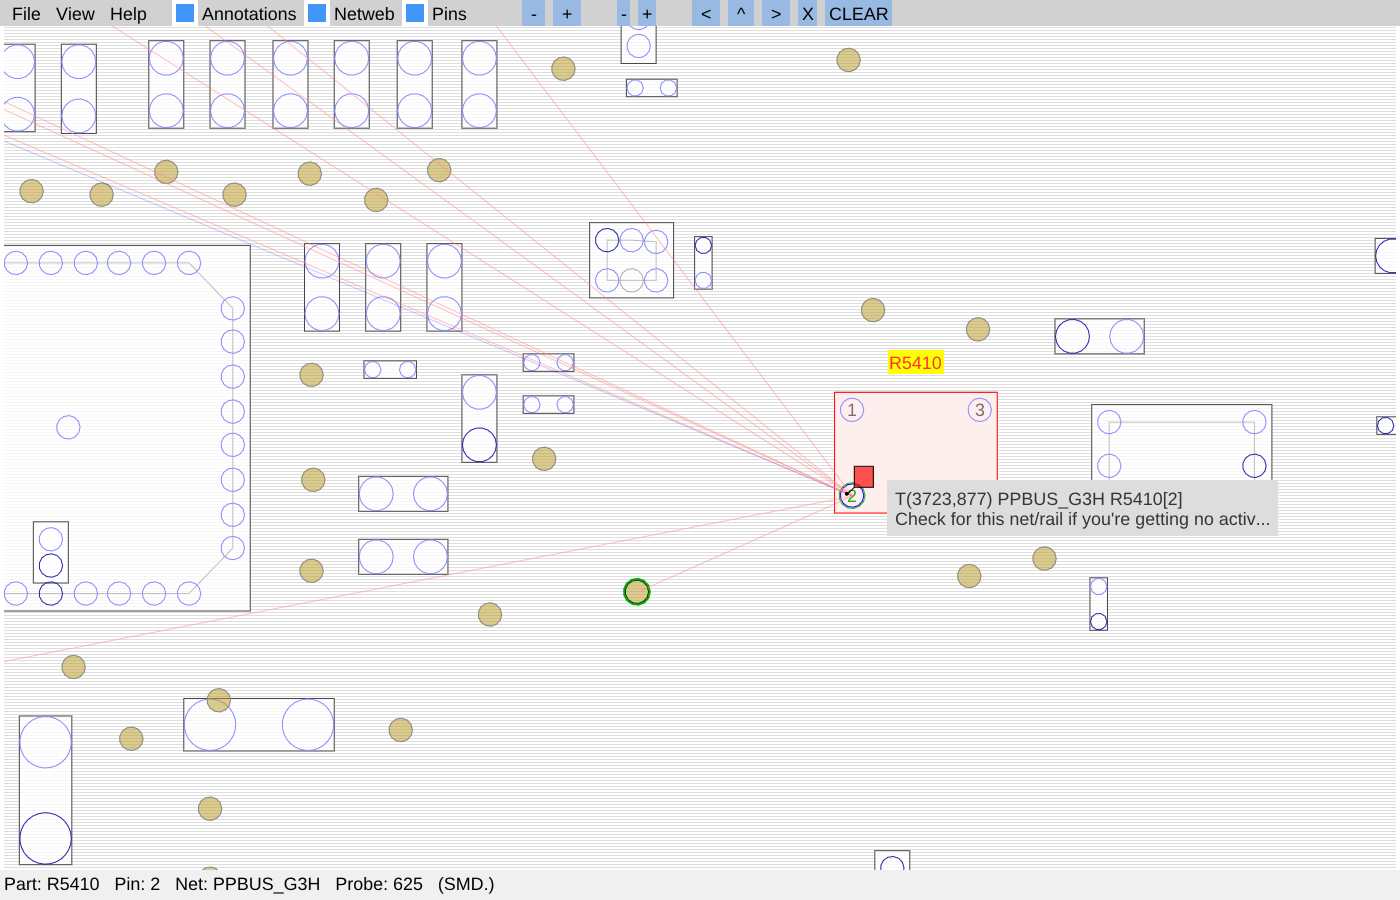 File View Help Annotations Netweb Pins - + - + < ^ > X CLEAR
R5410
1 3
2
T(3723,877) PPBUS_G3H R5410[2]
Check for this net/rail if you're getting no activ...
Part: R5410 Pin: 2 Net: PPBUS_G3H Probe: 625 (SMD.)